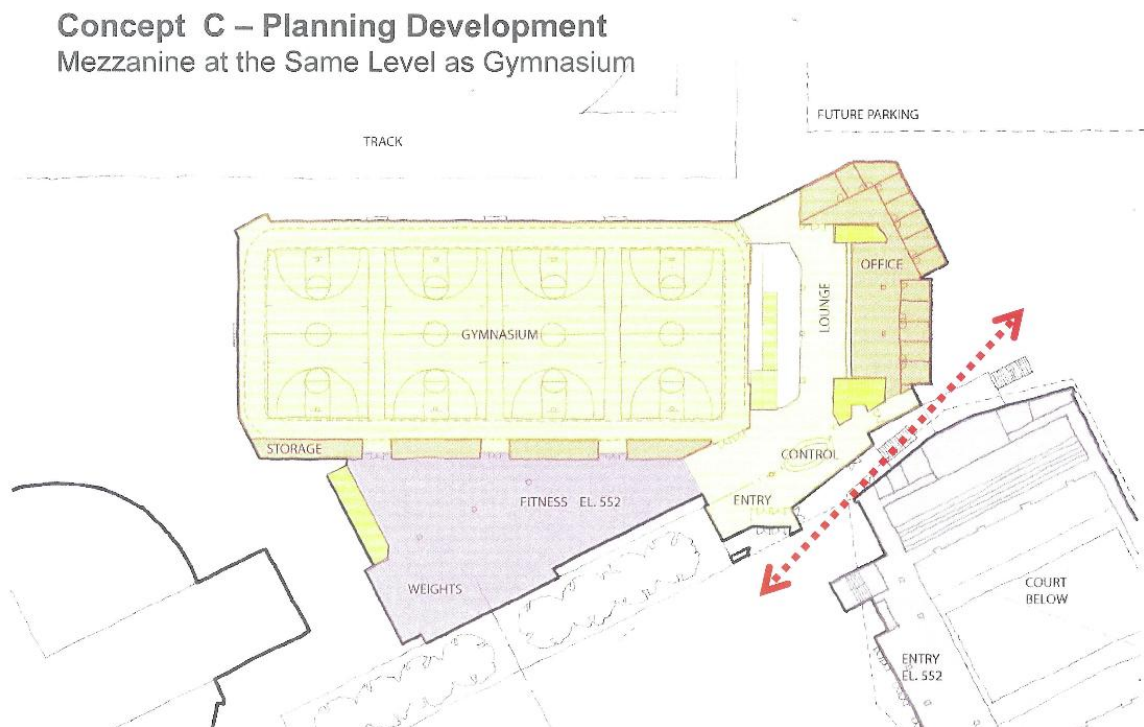 Concept C – Planning Development
Mezzanine at the Same Level as Gymnasium
FUTURE PARKING
TRACK
OFFICE
LOUNGE
GYMNASIUM
STORAGE
CONTROL
FITNESS EL. 552
ENTRY
WEIGHTS
COURT
BELOW
ENTRY
EL. 552